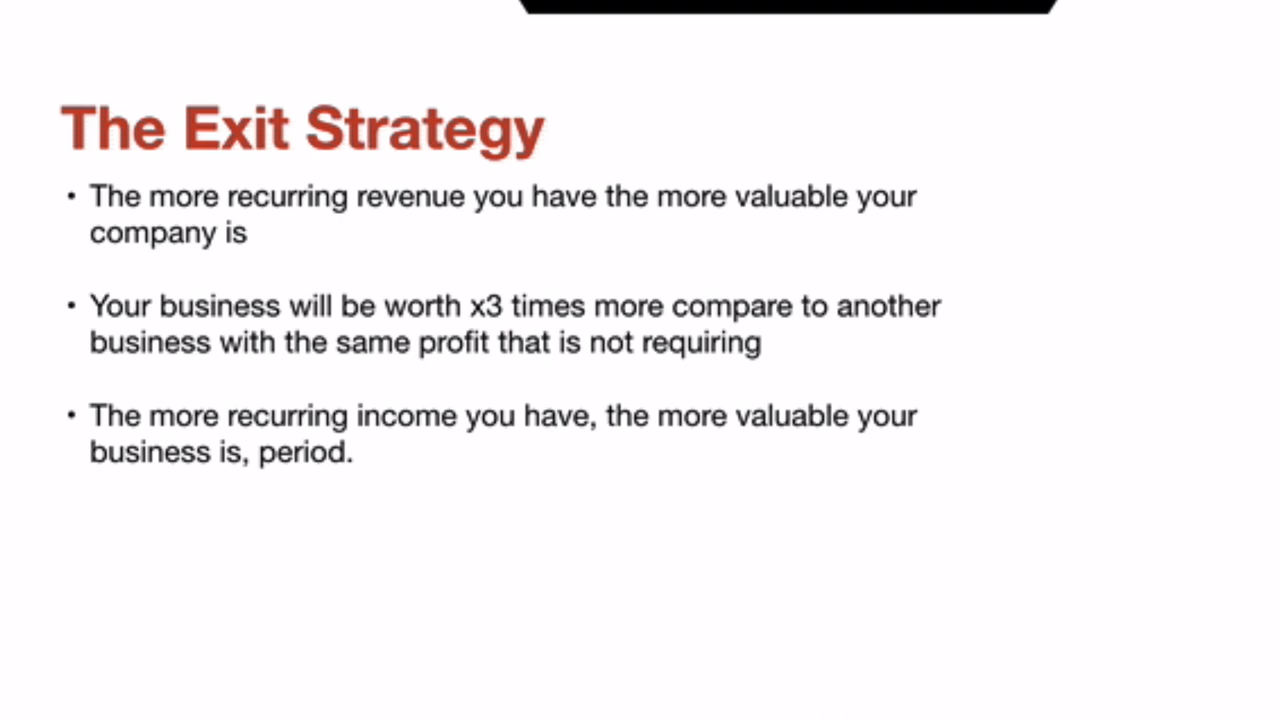 The Exit Strategy
• The more recurring revenue you have the more valuable your
company is
• Your business will be worth x3 times more compare to another
business with the same profit that is not requiring
• The more recurring income you have, the more valuable your
business is, period.